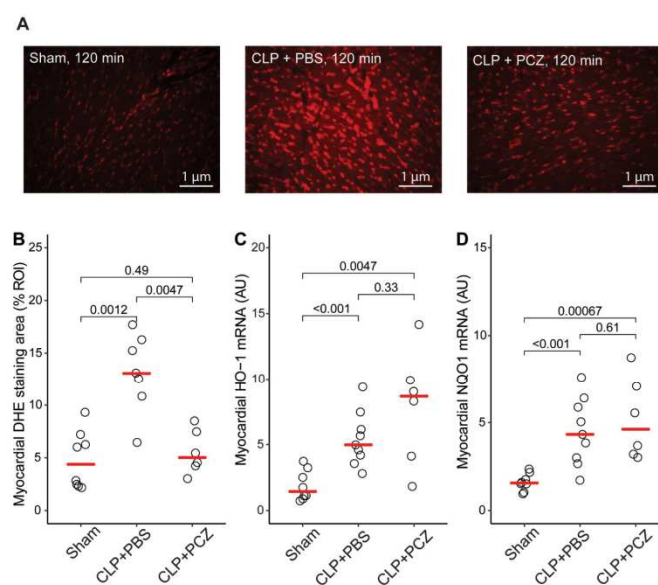 A
Sham, 120 min
CLP + PBS, 120 min
CLP + PCZ, 120 min
1 µm
1 µm
1 µm
B
Myocardial DHE staining area (% ROI)
25
20
15
10
5
0
0.49
0.0012
0.0047
Sham
CLP+PBS
CLP+PCZ
C
Myocardial HO−1 mRNA (AU)
20
15
10
5
0
0.0047
0.33
<0.001
Sham
CLP+PBS
CLP+PCZ
D
Myocardial NQO1 mRNA (AU)
15
10
5
0
0.00067
0.61
<0.001
Sham
CLP+PBS
CLP+PCZ